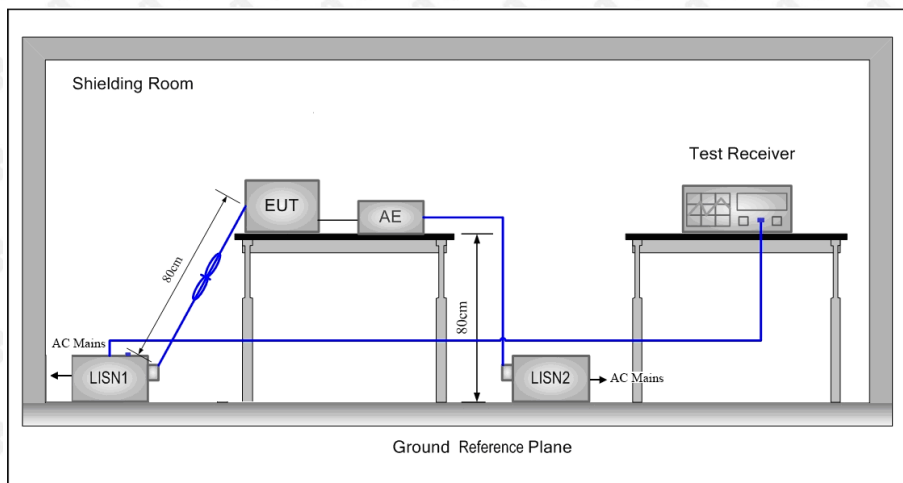 Shielding Room
Test Receiver
EUT
AE
80cm
80cm
AC Mains
LISN1
LISN2
AC Mains
Ground Reference Plane